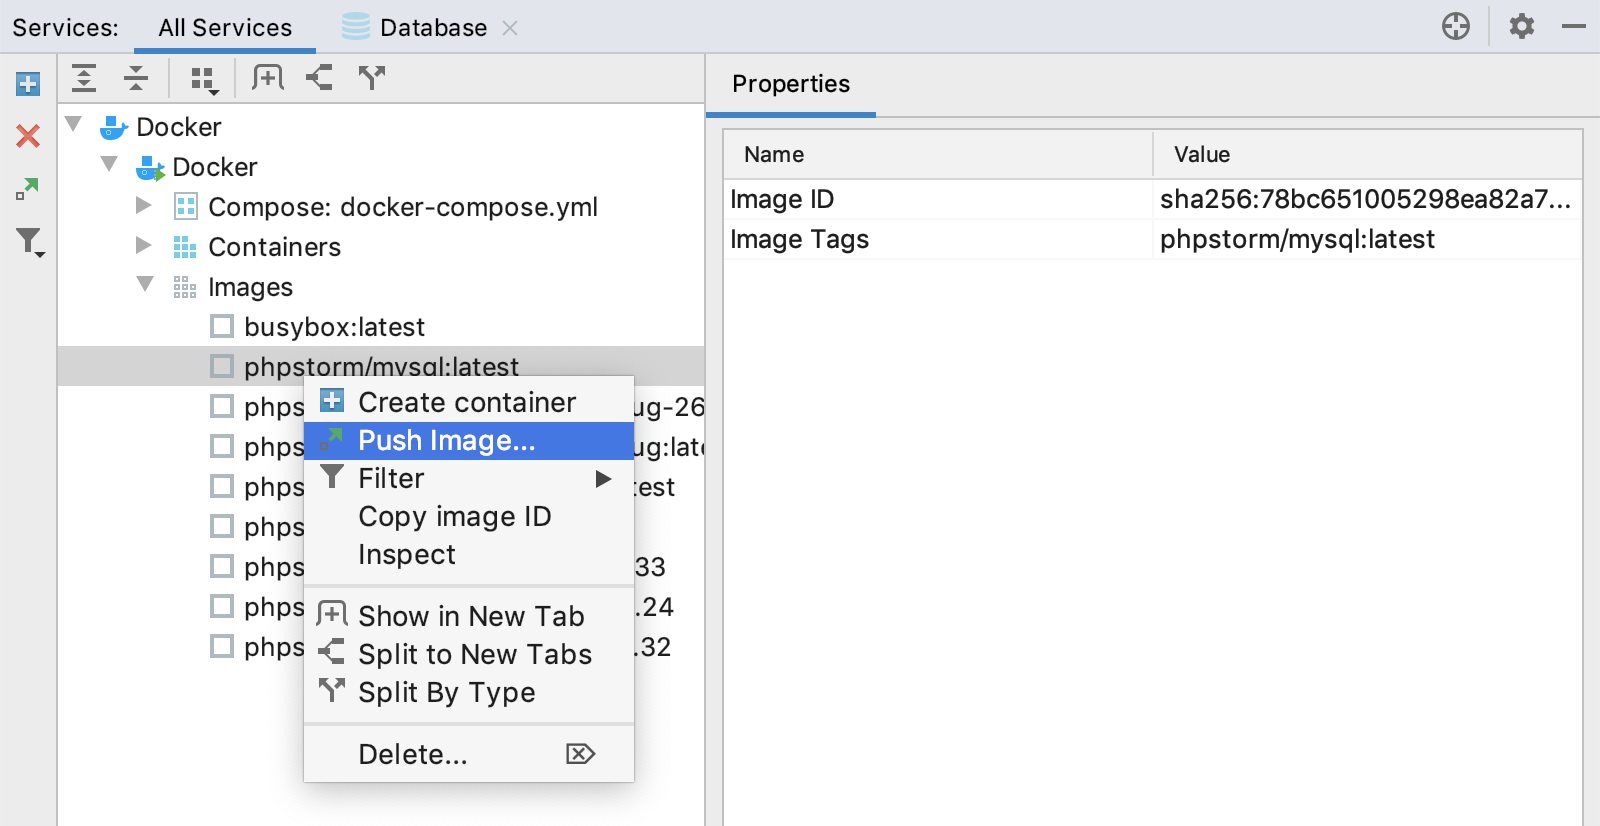 Services: All Services Database
Properties
Docker
Docker
Compose: docker-compose.yml
Containers
Images
busybox:latest
phpstorm/mysql:latest
phps ug-26
phps ug:late
phps test
phps
phps 33
phps .24
phps .32
Create container
Push Image...
Filter
Copy image ID
Inspect
Show in New Tab
Split to New Tabs
Split By Type
Delete...
Name Value
Image ID sha256:78bc651005298ea82a7...
Image Tags phpstorm/mysql:latest